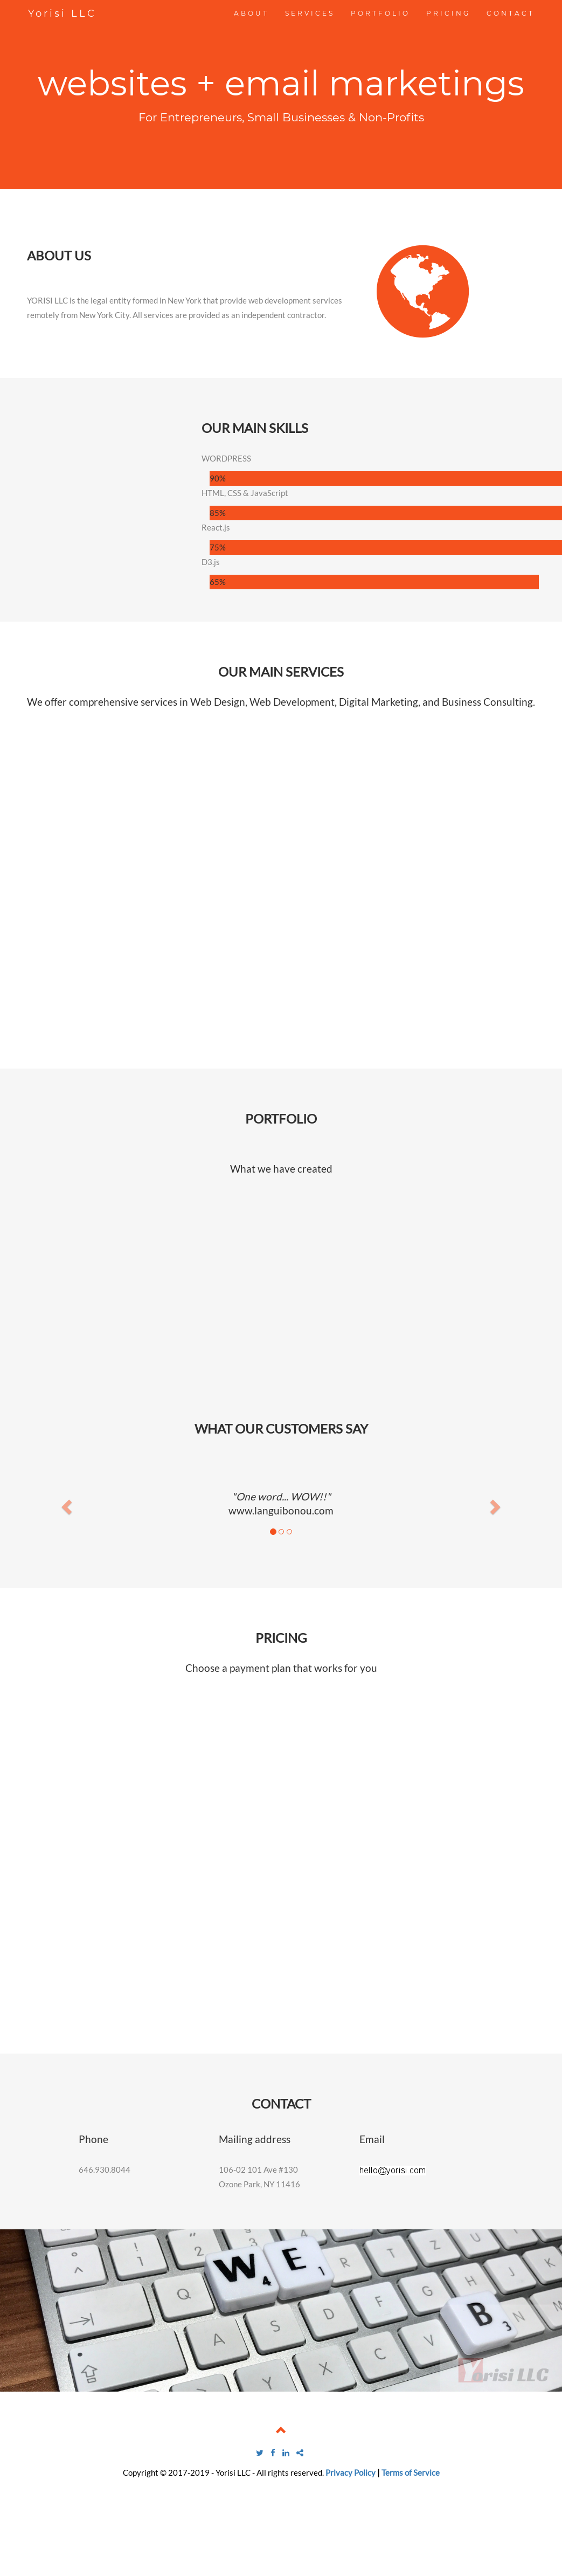 Yorisi LLC
ABOUT SERVICES PORTFOLIO PRICING CONTACT
websites + email marketings
For Entrepreneurs, Small Businesses & Non-Profits
ABOUT US
YORISI LLC is the legal entity formed in New York that provide web development services
remotely from New York City. All services are provided as an independent contractor.
OUR MAIN SKILLS
WORDPRESS
90%
HTML, CSS & JavaScript
85%
React.js
75%
D3.js
65%
OUR MAIN SERVICES
We offer comprehensive services in Web Design, Web Development, Digital Marketing, and Business Consulting.
PORTFOLIO
What we have created
WHAT OUR CUSTOMERS SAY
"One word... WOW!!"
www.languibonou.com
PRICING
Choose a payment plan that works for you
CONTACT
Phone
646.930.8044
Mailing address
106-02 101 Ave #130
Ozone Park, NY 11416
Email
hello@yorisi.com
W4 E1
B3
Yorisi LLC
Copyright © 2017-2019 - Yorisi LLC - All rights reserved. Privacy Policy | Terms of Service